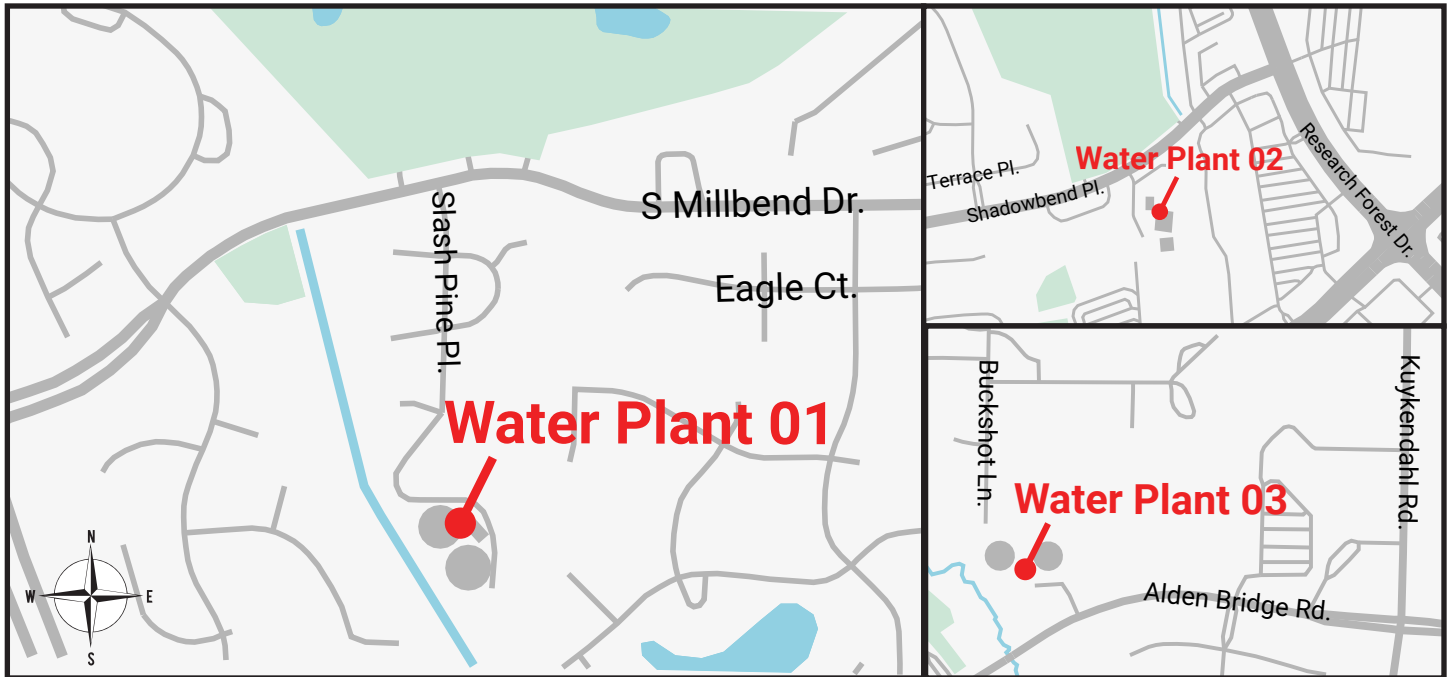 S Millbend Dr.
Slash Pine Pl.
Eagle Ct.
Water Plant 01
N
W
E
S
Water Plant 02
Terrace Pl.
Shadowbend Pl.
Research Forest Dr.
Buckshot Ln.
Kuykendahl Rd.
Water Plant 03
Alden Bridge Rd.